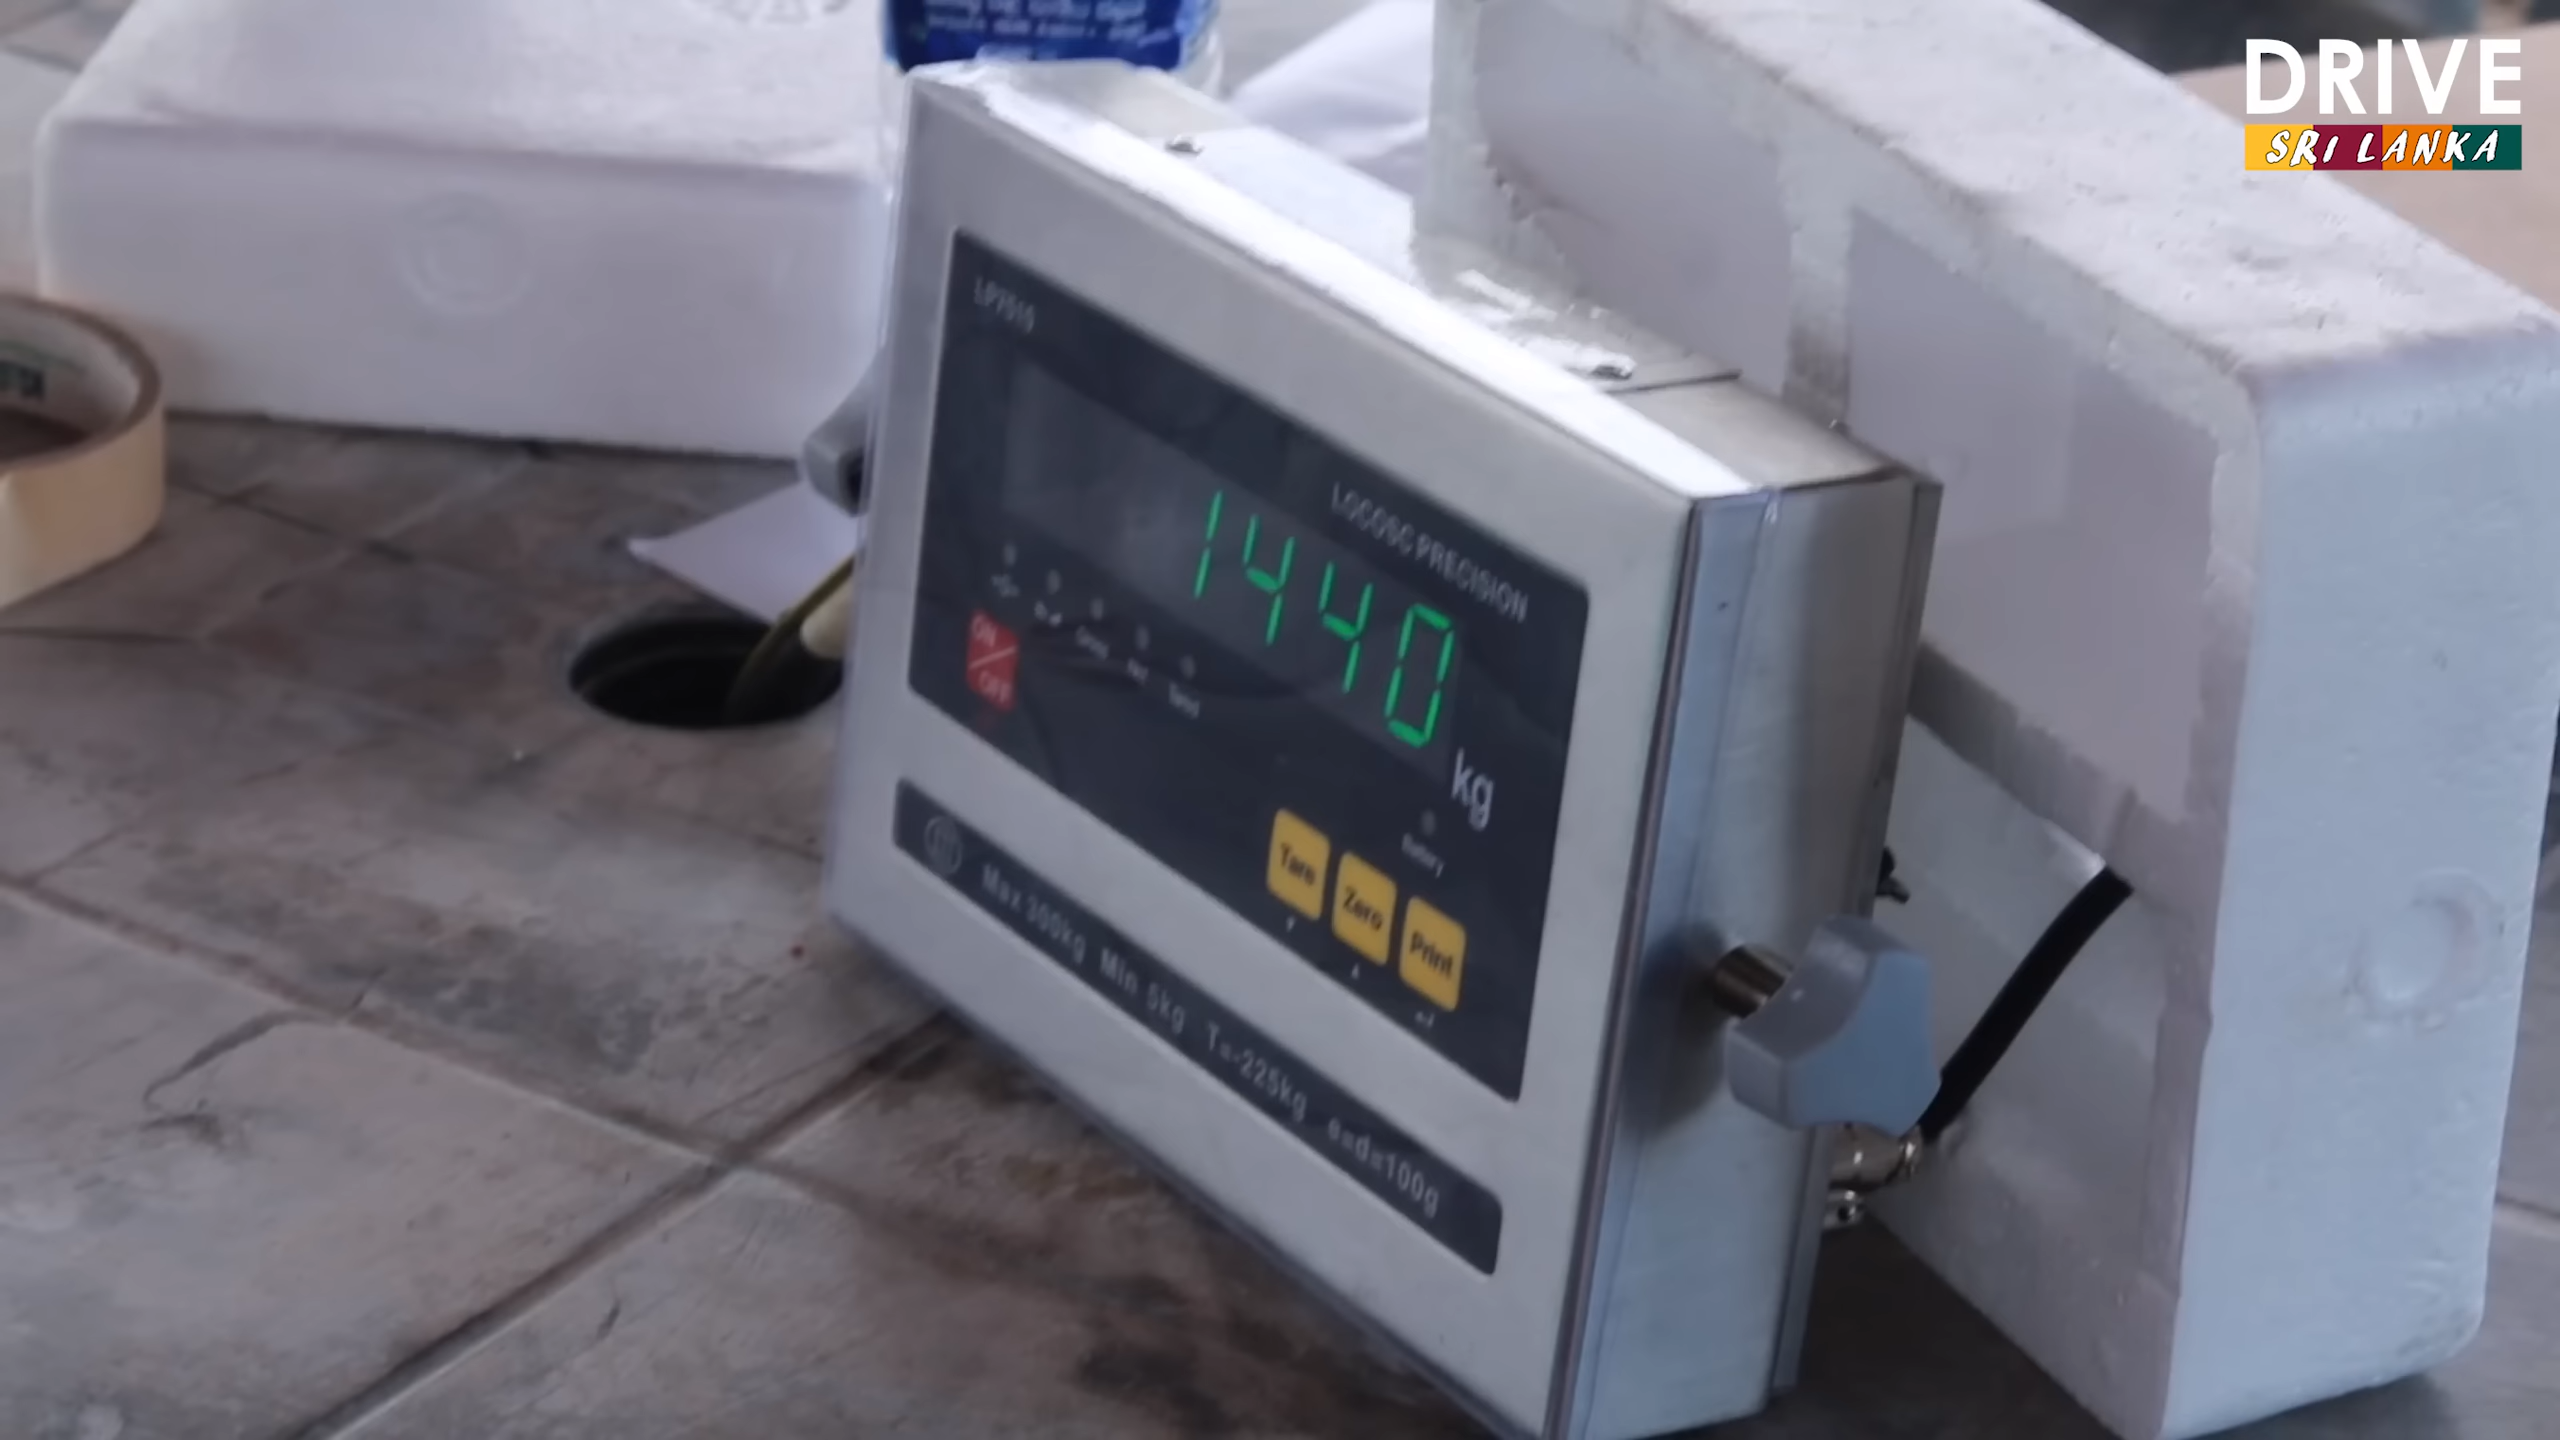 DRIVE
SRI LANKA
LP7510
LOCOSC PRECISION
1440
kg
ON
OFF
Battery
Tare
Zero
Print
Max 300kg Min 5kg T=-225kg e=d=100g